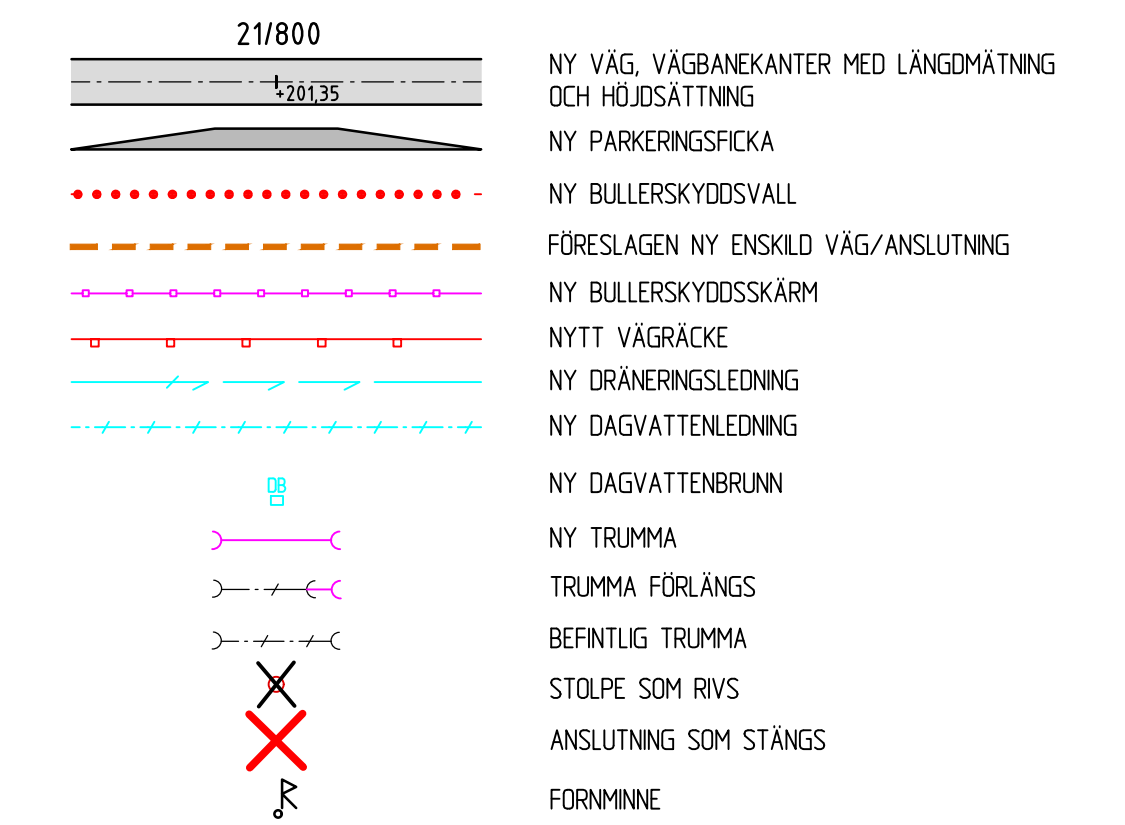 21/800
+201,35
NY VÄG, VÄGBANEKANTER MED LÄNGDMÄTNING
OCH HÖJDSÄTTNING
NY PARKERINGSFICKA
NY BULLERSKYDDSVALL
FÖRESLAGEN NY ENSKILD VÄG/ANSLUTNING
NY BULLERSKYDDSSKÄRM
NYTT VÄGRÄCKE
NY DRÄNERINGSLEDNING
NY DAGVATTENLEDNING
DB
NY DAGVATTENBRUNN
NY TRUMMA
TRUMMA FÖRLÄNGS
BEFINTLIG TRUMMA
STOLPE SOM RIVS
ANSLUTNING SOM STÄNGS
R
FORNMINNE